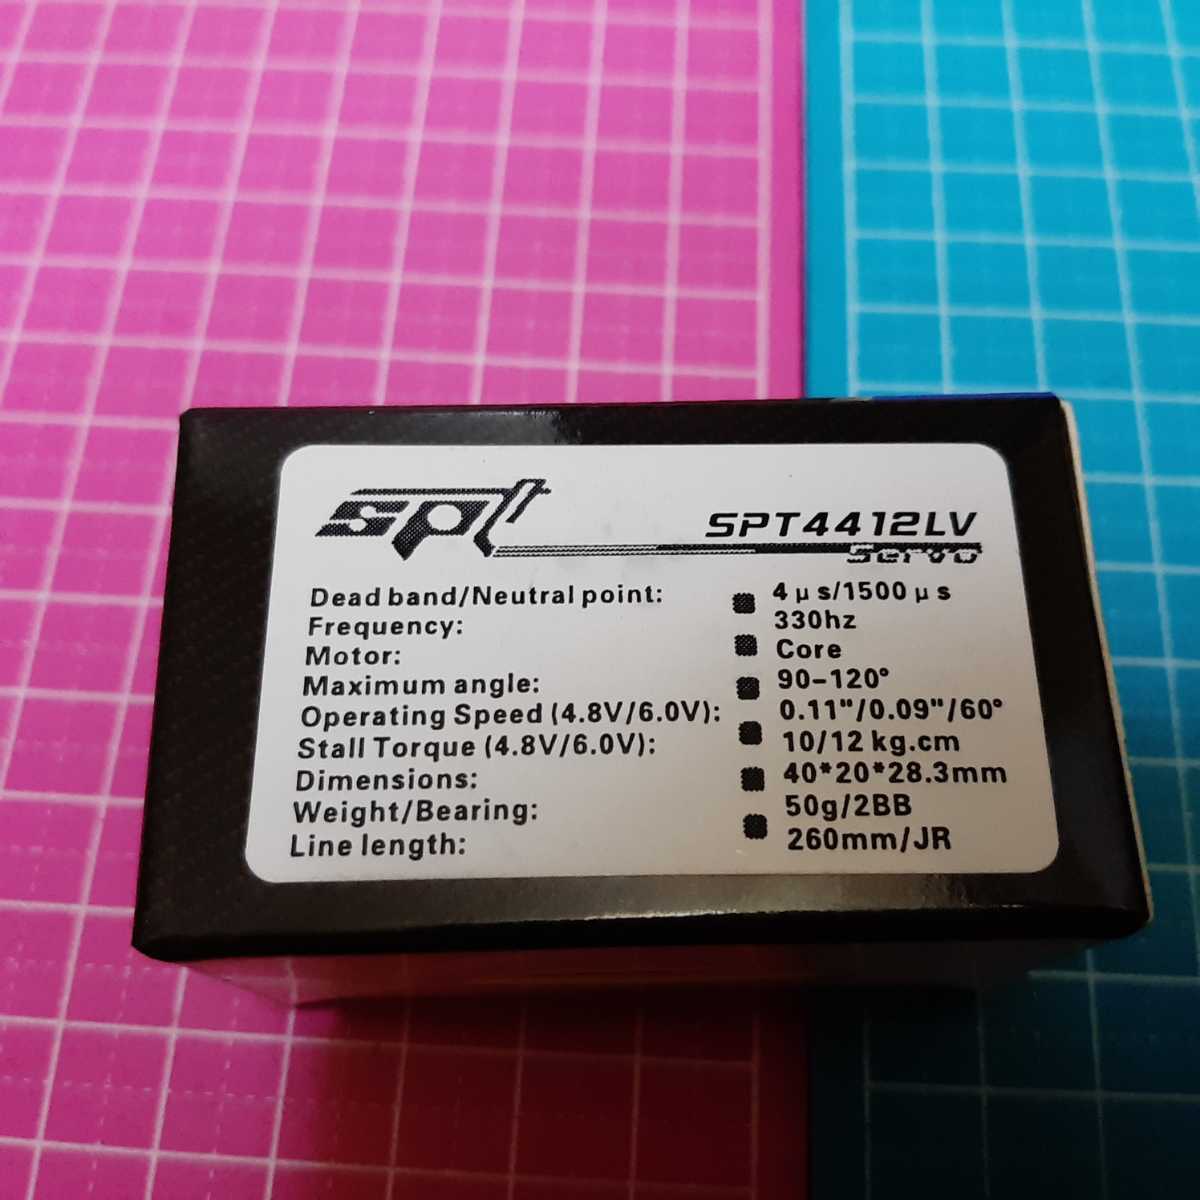 spt
SPT4412LV
Servo
Dead band/Neutral point: 4μs/1500μs
Frequency: 330hz
Motor: Core
Maximum angle: 90-120°
Operating Speed (4.8V/6.0V): 0.11"/0.09"/60°
Stall Torque (4.8V/6.0V): 10/12 kg.cm
Dimensions: 40*20*28.3mm
Weight/Bearing: 50g/2BB
Line length: 260mm/JR